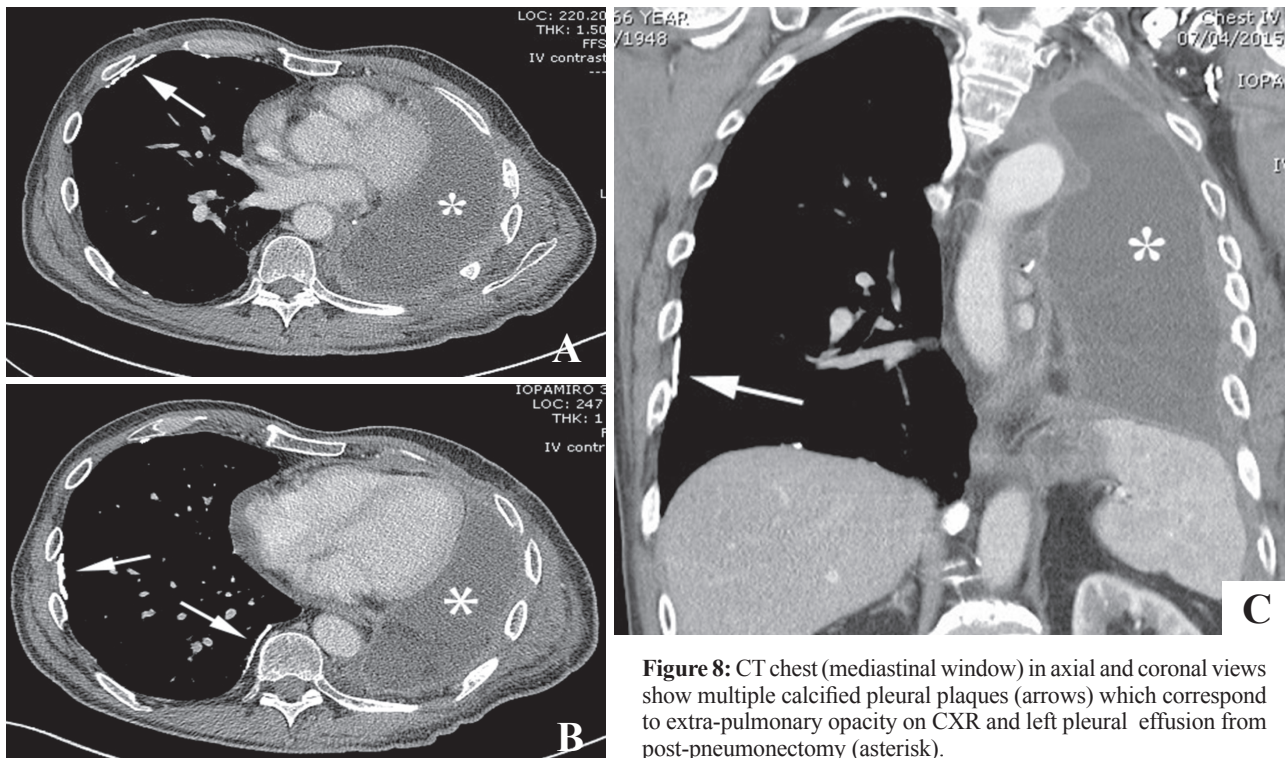 LOC: 220.20
THK: 1.50
FFS
IV contrast
---
L
A
IOPAMIRO 3
LOC: 247
THK: 1
F
IV contr
B
66 YEAR
/1948
Chest IV
07/04/2015
IOPA
C
Figure 8: CT chest (mediastinal window) in axial and coronal views
show multiple calcified pleural plaques (arrows) which correspond
to extra-pulmonary opacity on CXR and left pleural effusion from
post-pneumonectomy (asterisk).